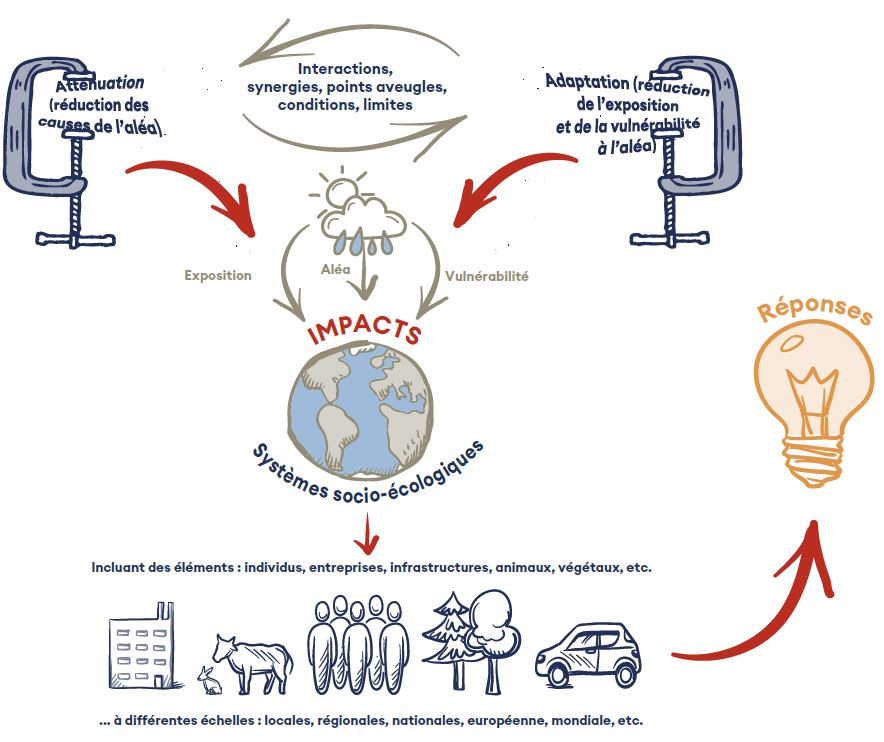 Interactions,
synergies, points aveugles,
conditions, limites
Atténuation
(réduction des
causes de l'aléa)
Adaptation (réduction
de l'exposition
et de la vulnérabilité
à l'aléa)
Exposition
Aléa
Vulnérabilité
IMPACTS
Réponses
Systèmes socio-écologiques
Incluant des éléments : individus, entreprises, infrastructures, animaux, végétaux, etc.
... à différentes échelles : locales, régionales, nationales, européenne, mondiale, etc.